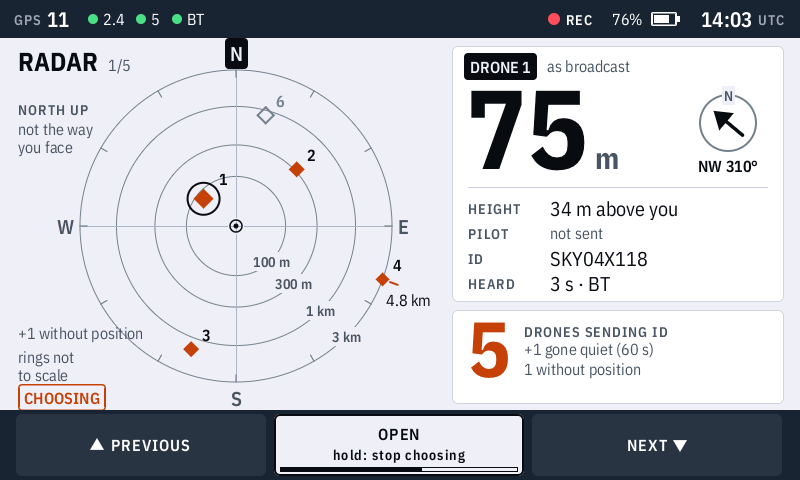 GPS 11 2.4 5 BT REC 76% 14:03 UTC
RADAR 1/5
N
NORTH UP
not the way
you face
6
2
1
W
E
100 m
300 m
1 km
3 km
4
4.8 km
3
+1 without position
rings not
to scale
CHOOSING
S
DRONE 1 as broadcast
75 m
N
NW 310°
HEIGHT 34 m above you
PILOT not sent
ID SKY04X118
HEARD 3 s · BT
5
DRONES SENDING ID
+1 gone quiet (60 s)
1 without position
▲ PREVIOUS
OPEN
hold: stop choosing
NEXT ▼